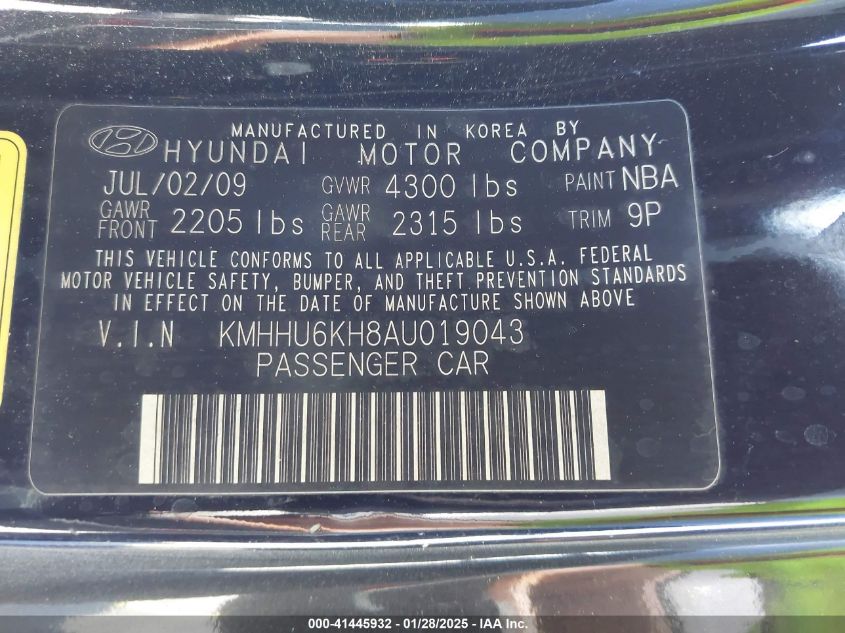 MANUFACTURED IN KOREA BY
HYUNDAI MOTOR COMPANY
JUL/02/09 GVWR 4300 lbs PAINT NBA
GAWR FRONT 2205 lbs GAWR REAR 2315 lbs TRIM 9P
THIS VEHICLE CONFORMS TO ALL APPLICABLE U.S.A. FEDERAL
MOTOR VEHICLE SAFETY, BUMPER, AND THEFT PREVENTION STANDARDS
IN EFFECT ON THE DATE OF MANUFACTURE SHOWN ABOVE
V.I.N KMHHU6KH8AU019043
PASSENGER CAR
000-41445932 - 01/28/2025 - IAA Inc.